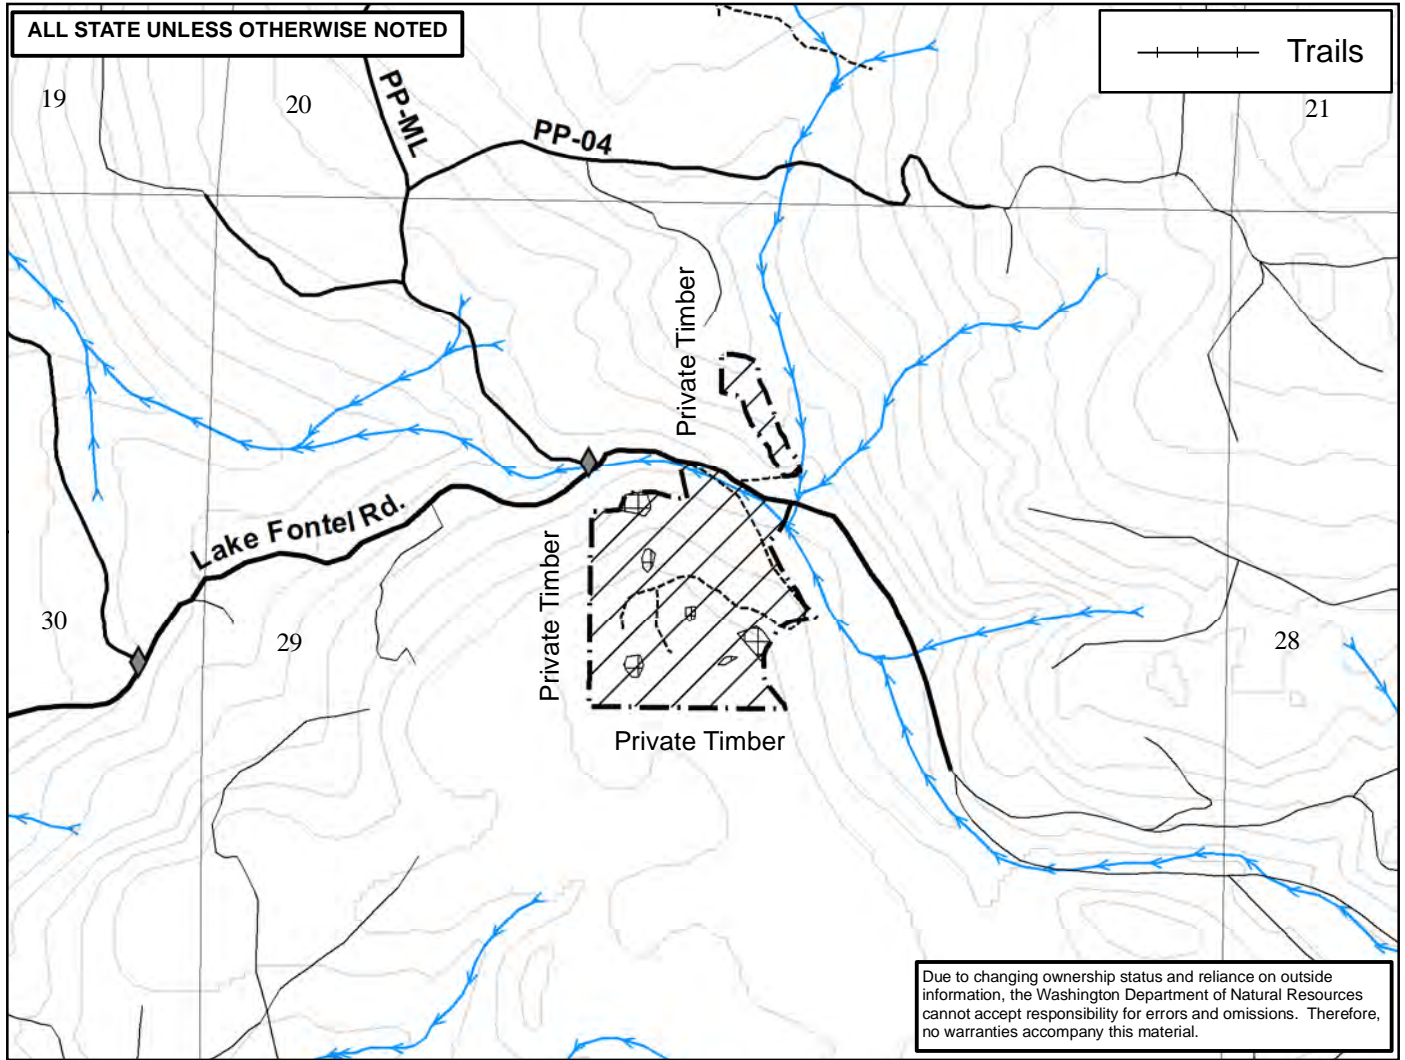 ALL STATE UNLESS OTHERWISE NOTED
Trails
19
20
21
PP-ML
PP-04
Private Timber
Lake Fontel Rd.
Private Timber
30
29
28
Private Timber
Due to changing ownership status and reliance on outside
information, the Washington Department of Natural Resources
cannot accept responsibility for errors and omissions.  Therefore,
no warranties accompany this material.